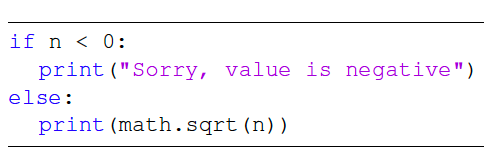 if n < 0:
  print("Sorry, value is negative")
else:
  print(math.sqrt(n))